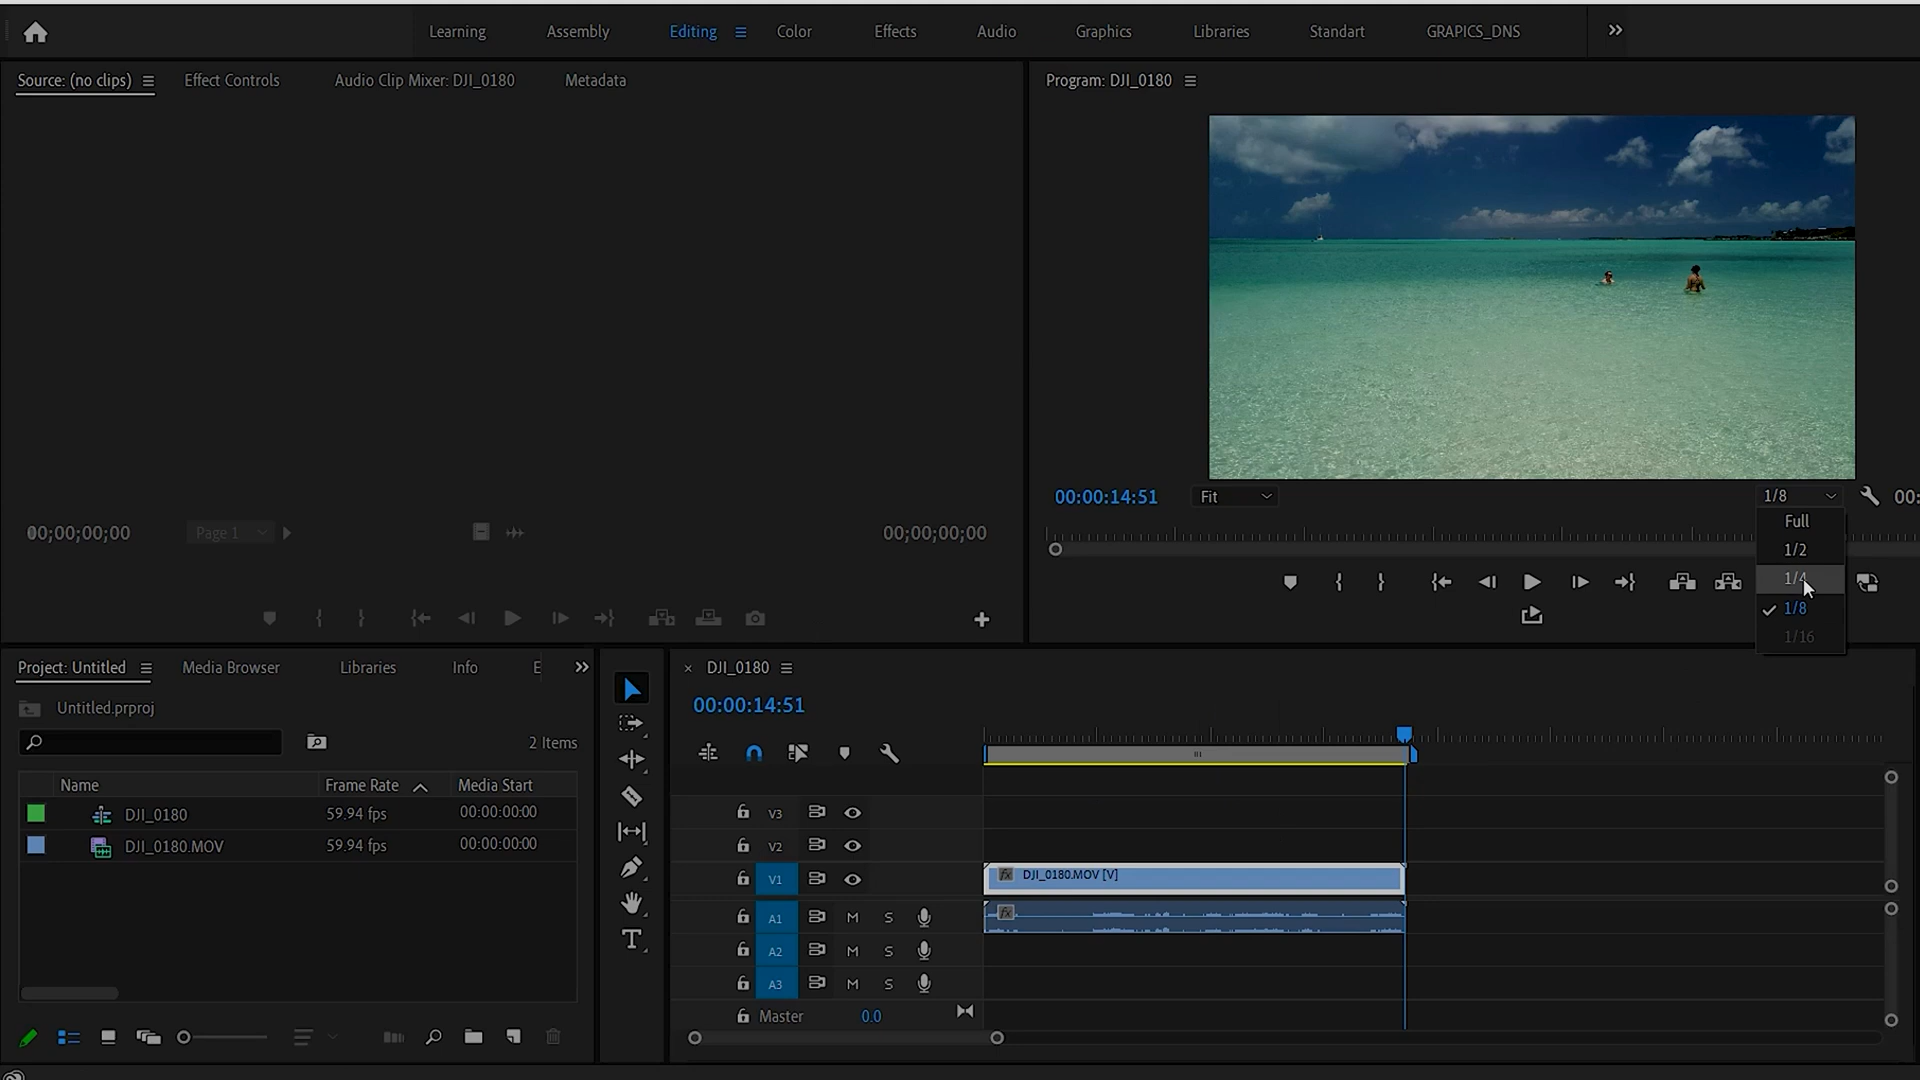 Learning Assembly Editing Color Effects Audio Graphics Libraries Standart GRAPICS_DNS
Source: (no clips) Effect Controls Audio Clip Mixer: DJI_0180 Metadata
Program: DJI_0180
00:00:14:51 Fit 1/8 00:
Full
1/2
1/4
1/8
1/16
00;00;00;00 Page 1 00;00;00;00
Project: Untitled Media Browser Libraries Info E
Untitled.prproj
2 Items
Name Frame Rate Media Start
DJI_0180 59.94 fps 00:00:00:00
DJI_0180.MOV 59.94 fps 00:00:00:00
DJI_0180
00:00:14:51
V3
V2
V1 fx DJI_0180.MOV [V]
A1 M S fx
A2 M S
A3 M S
Master 0.0